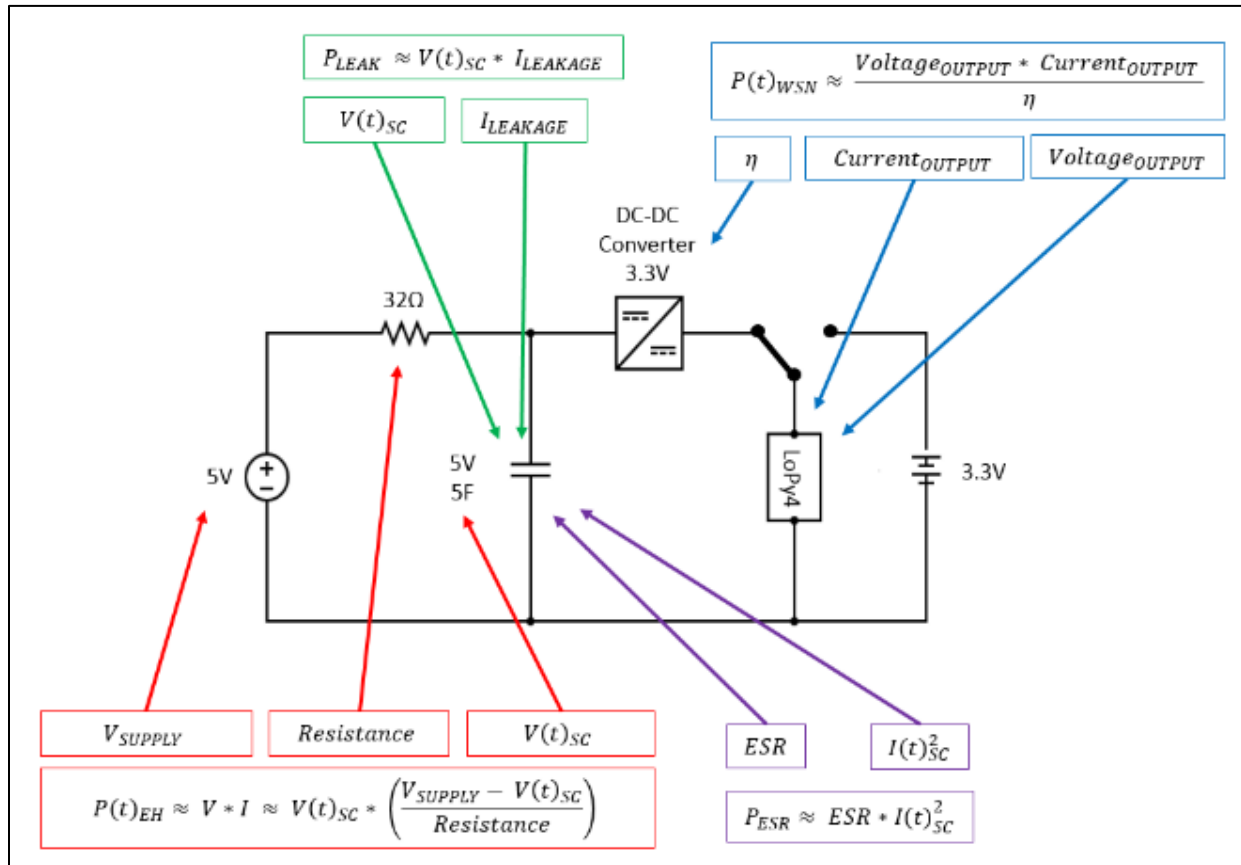 P_LEAK ≈ V(t)_SC * I_LEAKAGE
V(t)_SC
I_LEAKAGE
P(t)_WSN ≈ (Voltage_OUTPUT * Current_OUTPUT) / η
η
Current_OUTPUT
Voltage_OUTPUT
DC-DC
Converter
3.3V
32Ω
5V
5V
5F
LoPy4
3.3V
V_SUPPLY
Resistance
V(t)_SC
ESR
I(t)²_SC
P(t)_EH ≈ V * I ≈ V(t)_SC * ((V_SUPPLY − V(t)_SC) / Resistance)
P_ESR ≈ ESR * I(t)²_SC